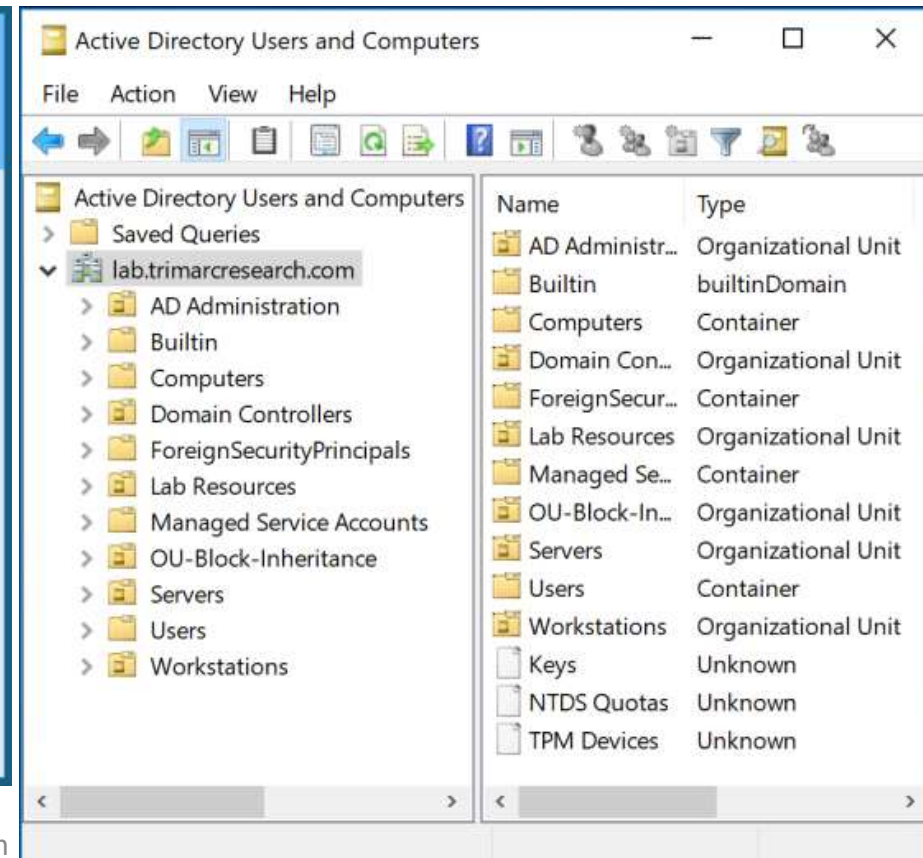 Active Directory Users and Computers
File Action View Help
Active Directory Users and Computers
Saved Queries
lab.trimarcresearch.com
AD Administration
Builtin
Computers
Domain Controllers
ForeignSecurityPrincipals
Lab Resources
Managed Service Accounts
OU-Block-Inheritance
Servers
Users
Workstations
Name Type
AD Administr... Organizational Unit
Builtin builtinDomain
Computers Container
Domain Con... Organizational Unit
ForeignSecur... Container
Lab Resources Organizational Unit
Managed Se... Container
OU-Block-In... Organizational Unit
Servers Organizational Unit
Users Container
Workstations Organizational Unit
Keys Unknown
NTDS Quotas Unknown
TPM Devices Unknown